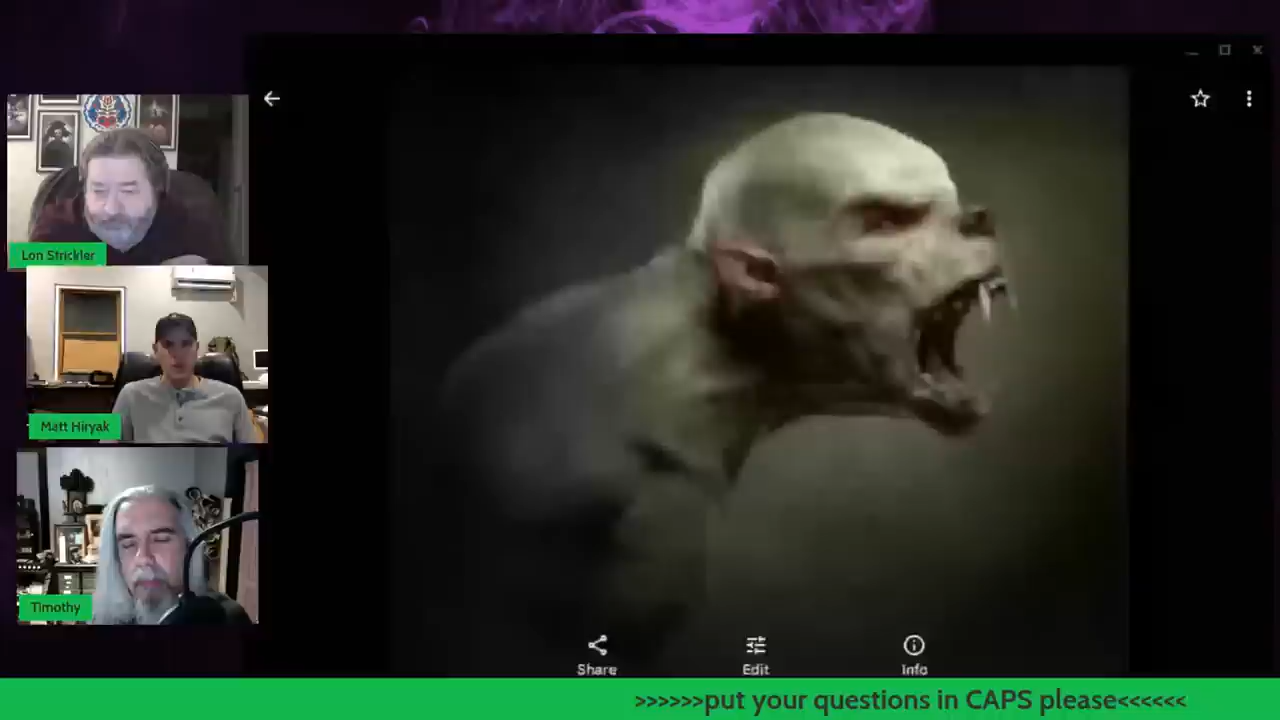 Lon Strickler
Matt Hiryak
Timothy
Share
Edit
Info
>>>>>>put your questions in CAPS please<<<<<<